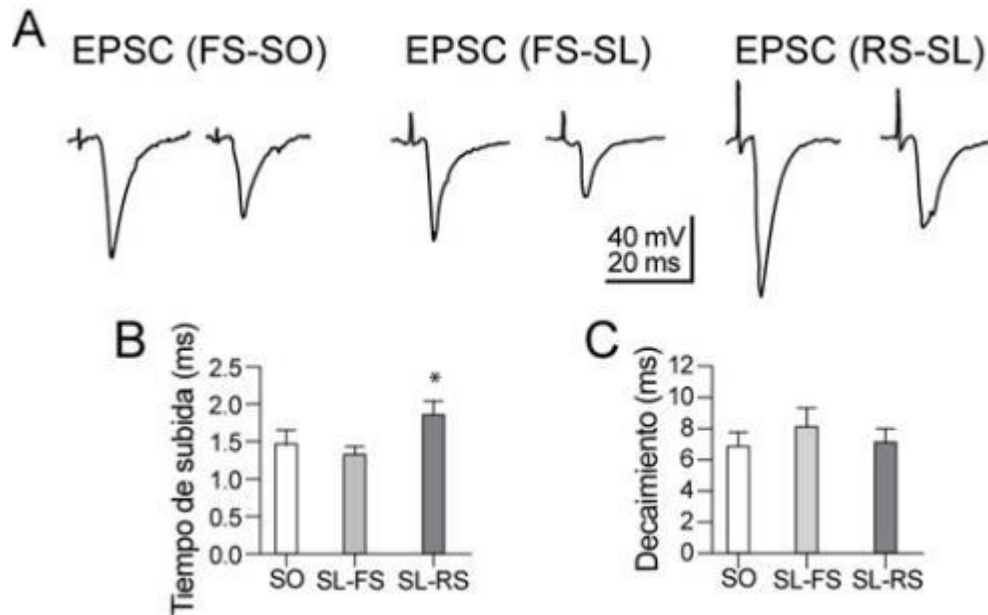 A
EPSC (FS-SO)
EPSC (FS-SL)
EPSC (RS-SL)
40 mV
20 ms
B
Tiempo de subida (ms)
2.5
2.0
1.5
1.0
0.5
0.0
*
SO
SL-FS
SL-RS
C
Decaimiento (ms)
12
10
8
6
4
2
0
SO
SL-FS
SL-RS